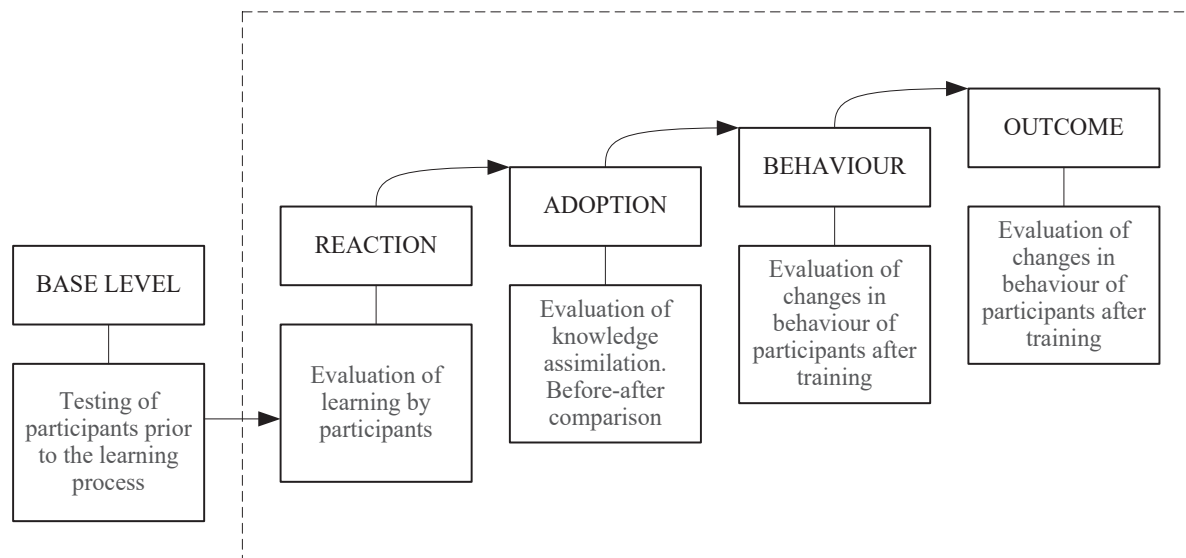 BASE LEVEL
Testing of
participants prior
to the learning
process
REACTION
Evaluation of
learning by
participants
ADOPTION
Evaluation of
knowledge
assimilation.
Before-after
comparison
BEHAVIOUR
Evaluation of
changes in
behaviour of
participants after
training
OUTCOME
Evaluation of
changes in
behaviour of
participants after
training